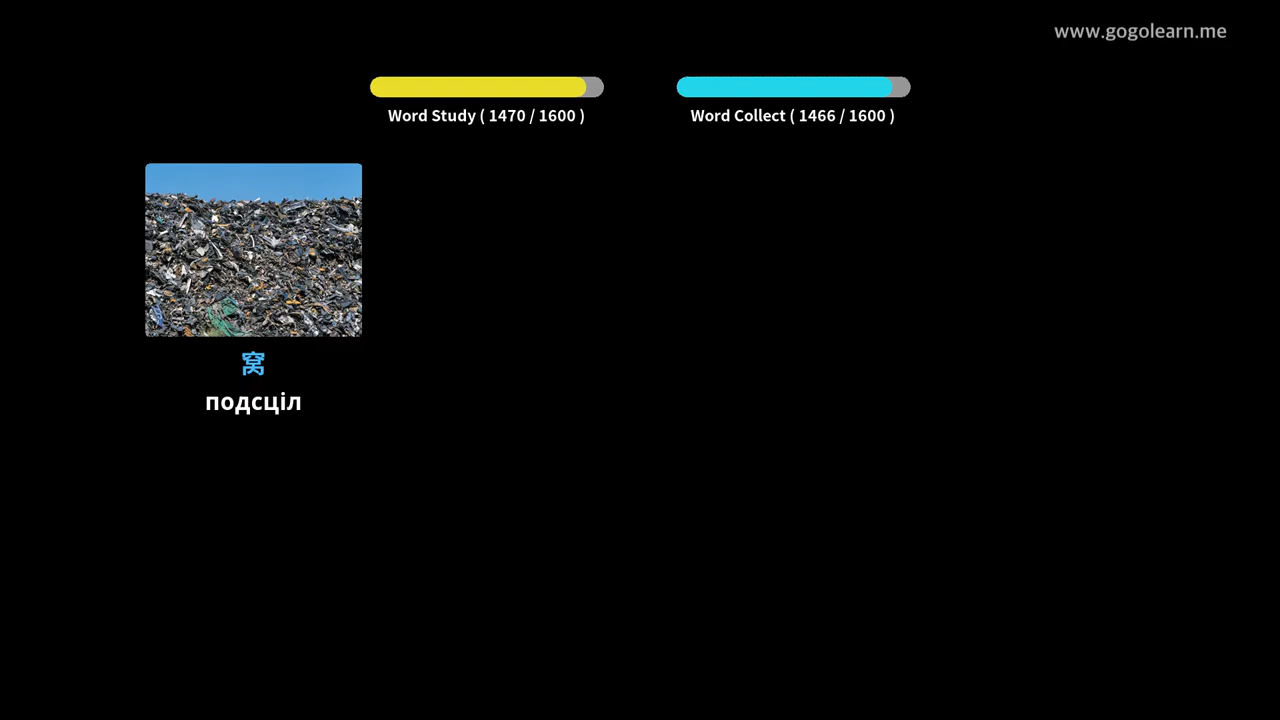 www.gogolearn.me
Word Study ( 1470 / 1600 )
Word Collect ( 1466 / 1600 )
窝
подсціл